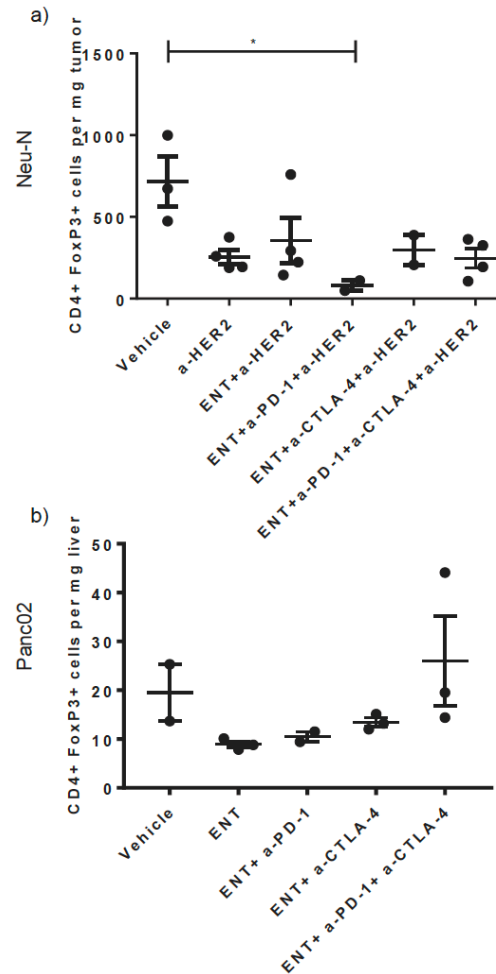 a)
*
1500
1000
500
0
CD4+ FoxP3+ cells per mg tumor
Neu-N
Vehicle
a-HER2
ENT+a-HER2
ENT+a-PD-1+a-HER2
ENT+a-CTLA-4+a-HER2
ENT+a-PD-1+a-CTLA-4+a-HER2
b)
50
40
30
20
10
0
CD4+ FoxP3+ cells per mg liver
Panc02
Vehicle
ENT
ENT+ a-PD-1
ENT+ a-CTLA-4
ENT+ a-PD-1+ a-CTLA-4